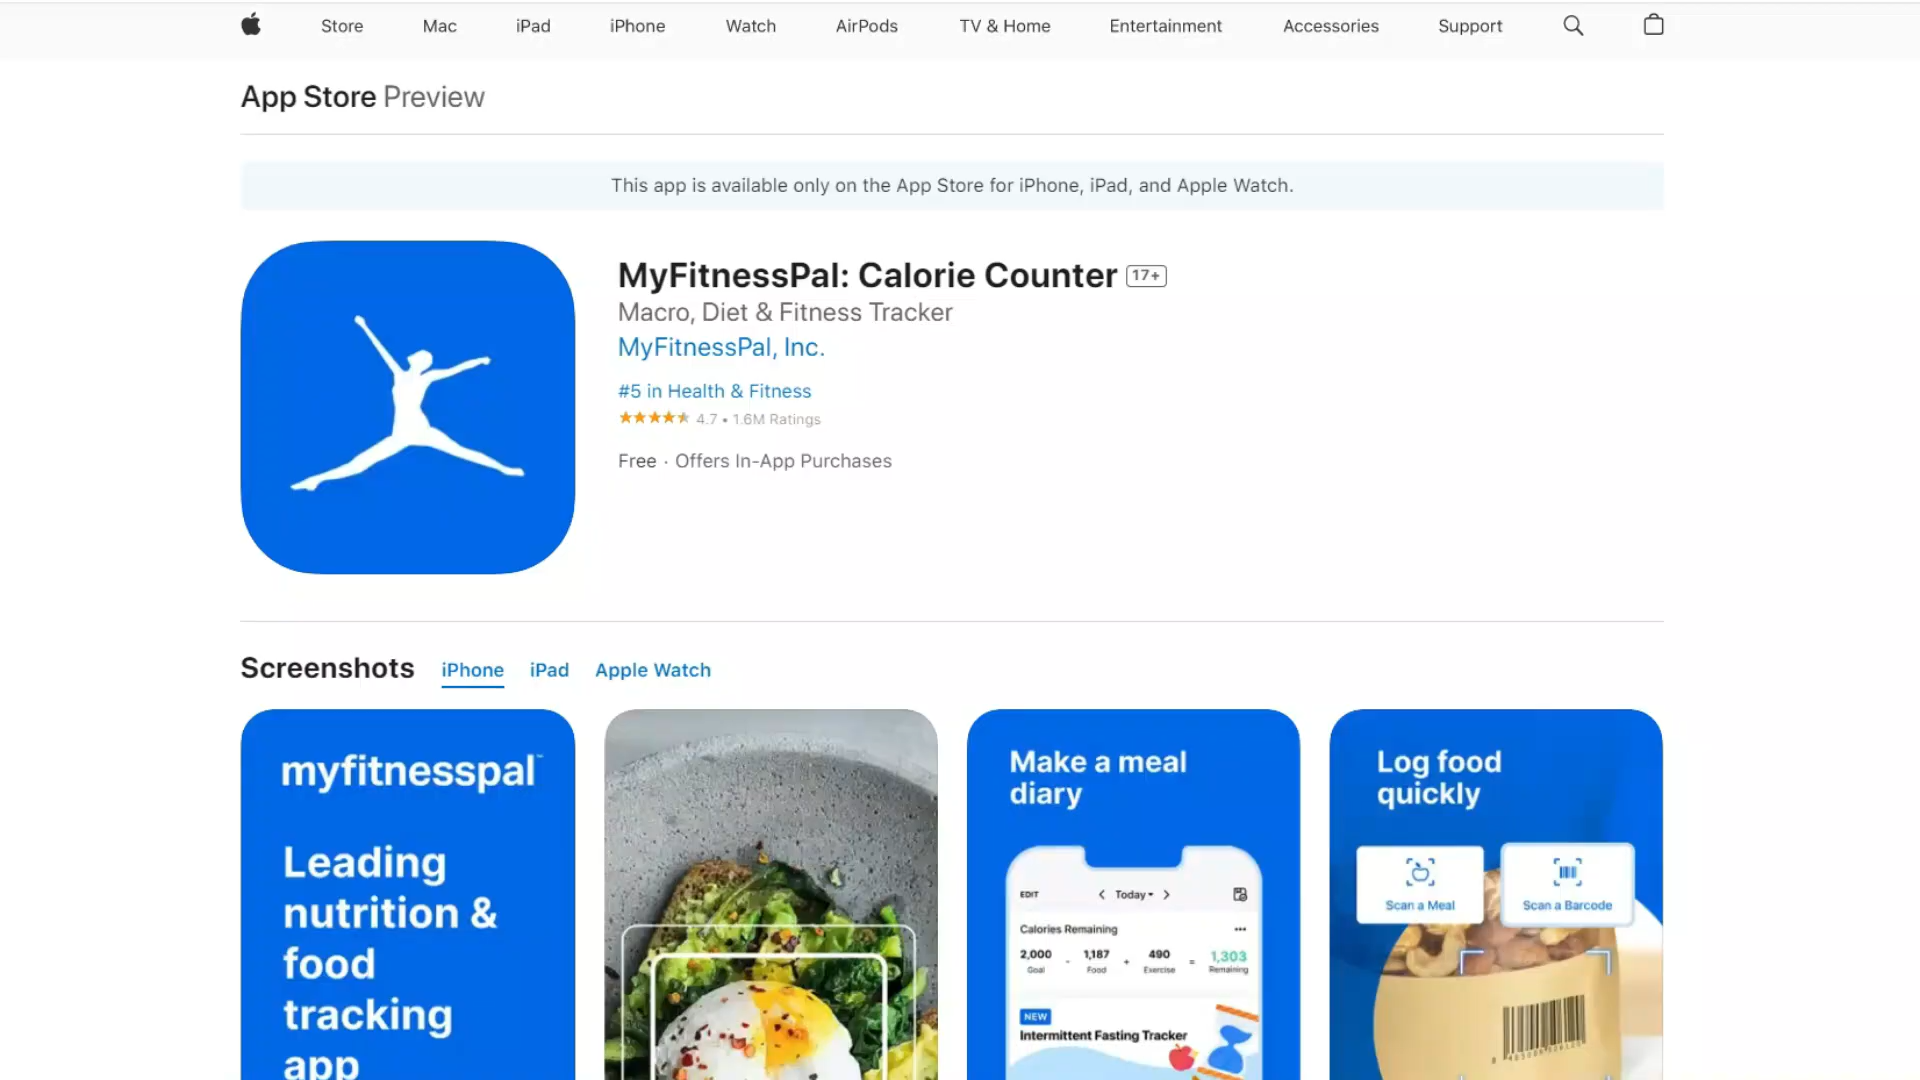 Store Mac iPad iPhone Watch AirPods TV & Home Entertainment Accessories Support
App Store Preview
This app is available only on the App Store for iPhone, iPad, and Apple Watch.
MyFitnessPal: Calorie Counter 17+
Macro, Diet & Fitness Tracker
MyFitnessPal, Inc.
#5 in Health & Fitness
4.7 • 1.6M Ratings
Free · Offers In-App Purchases
Screenshots iPhone iPad Apple Watch
myfitnesspal™
Leading
nutrition &
food
tracking
app
Make a meal
diary
EDIT Today
Calories Remaining
2,000 - 1,187 + 490 = 1,303
Goal Food Exercise Remaining
NEW
Intermittent Fasting Tracker
Log food
quickly
Scan a Meal Scan a Barcode